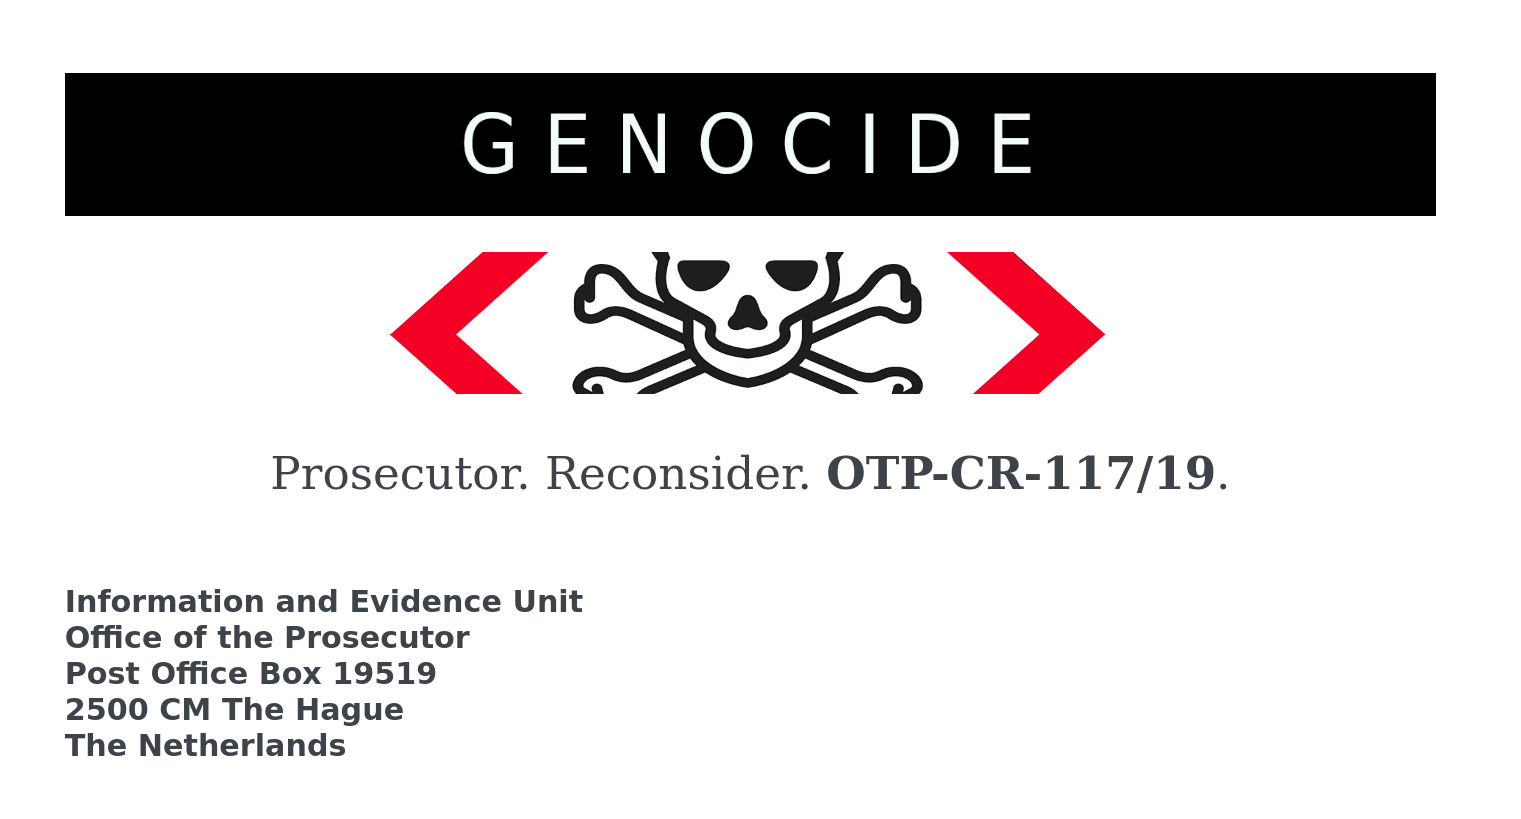 GENOCIDE
Prosecutor. Reconsider. OTP-CR-117/19.
Information and Evidence Unit
Office of the Prosecutor
Post Office Box 19519
2500 CM The Hague
The Netherlands